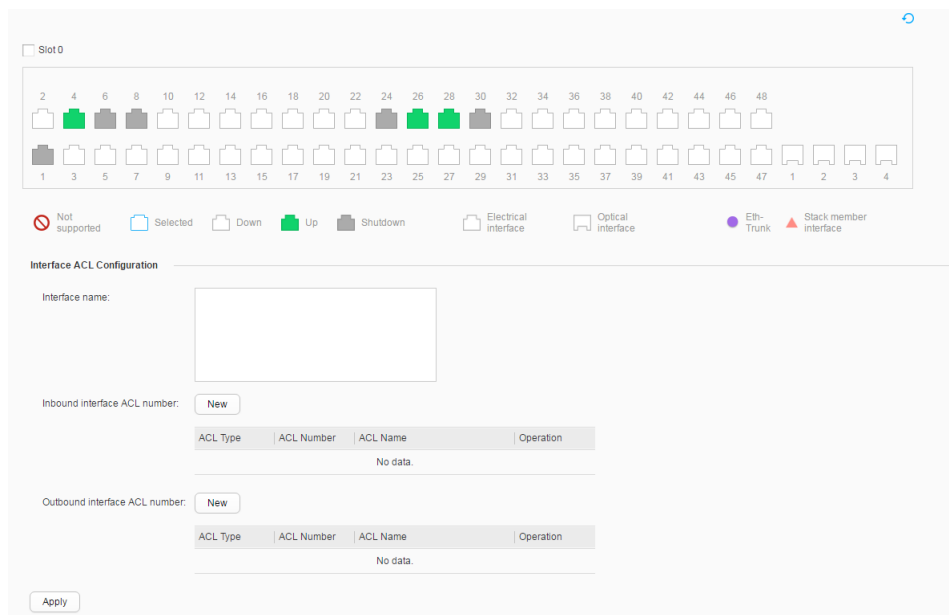 Slot 0
2 4 6 8 10 12 14 16 18 20 22 24 26 28 30 32 34 36 38 40 42 44 46 48
1 3 5 7 9 11 13 15 17 19 21 23 25 27 29 31 33 35 37 39 41 43 45 47 1 2 3 4
Not supported Selected Down Up Shutdown Electrical interface Optical interface Eth-Trunk Stack member interface
Interface ACL Configuration
Interface name:
Inbound interface ACL number: New
ACL Type ACL Number ACL Name Operation
No data.
Outbound interface ACL number: New
ACL Type ACL Number ACL Name Operation
No data.
Apply